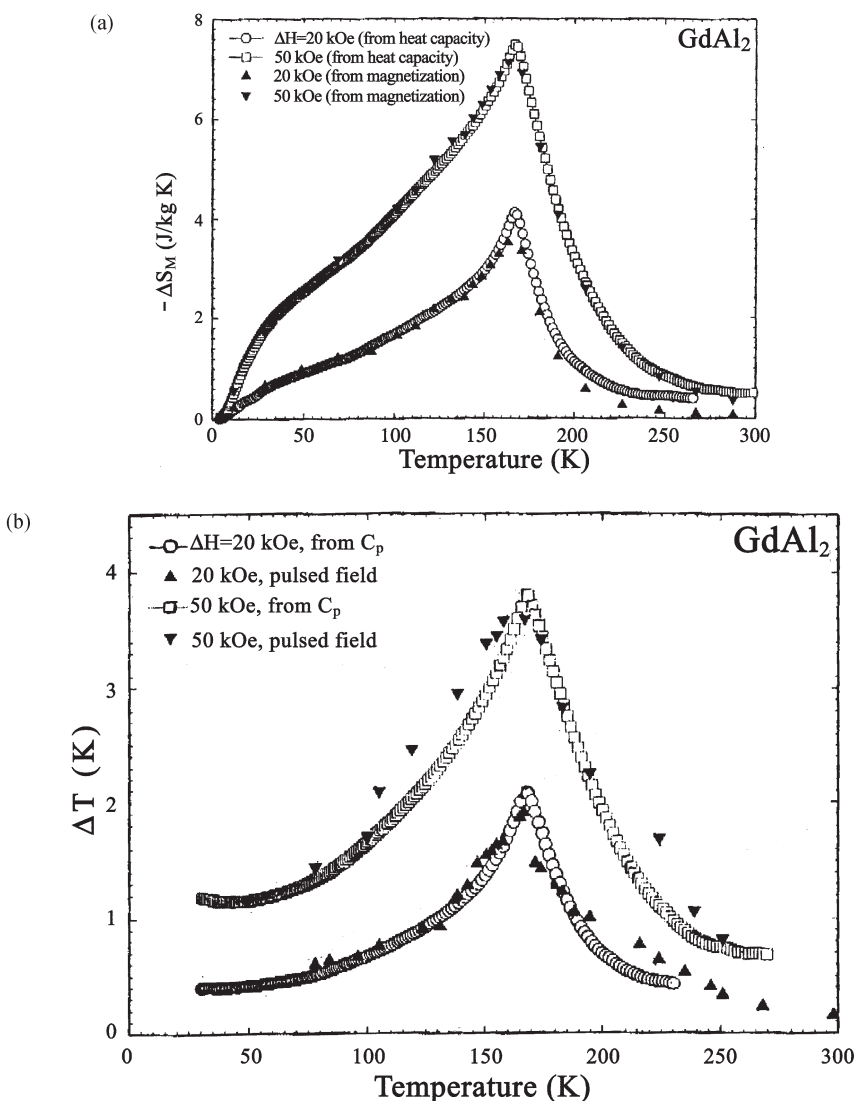 (a)
GdAl₂
ΔH=20 kOe (from heat capacity)
50 kOe (from heat capacity)
20 kOe (from magnetization)
50 kOe (from magnetization)
8
6
4
2
0
- ΔS_M (J/kg K)
0 50 100 150 200 250 300
Temperature (K)
(b)
GdAl₂
ΔH=20 kOe, from Cₚ
20 kOe, pulsed field
50 kOe, from Cₚ
50 kOe, pulsed field
4
3
2
1
0
ΔT (K)
0 50 100 150 200 250 300
Temperature (K)